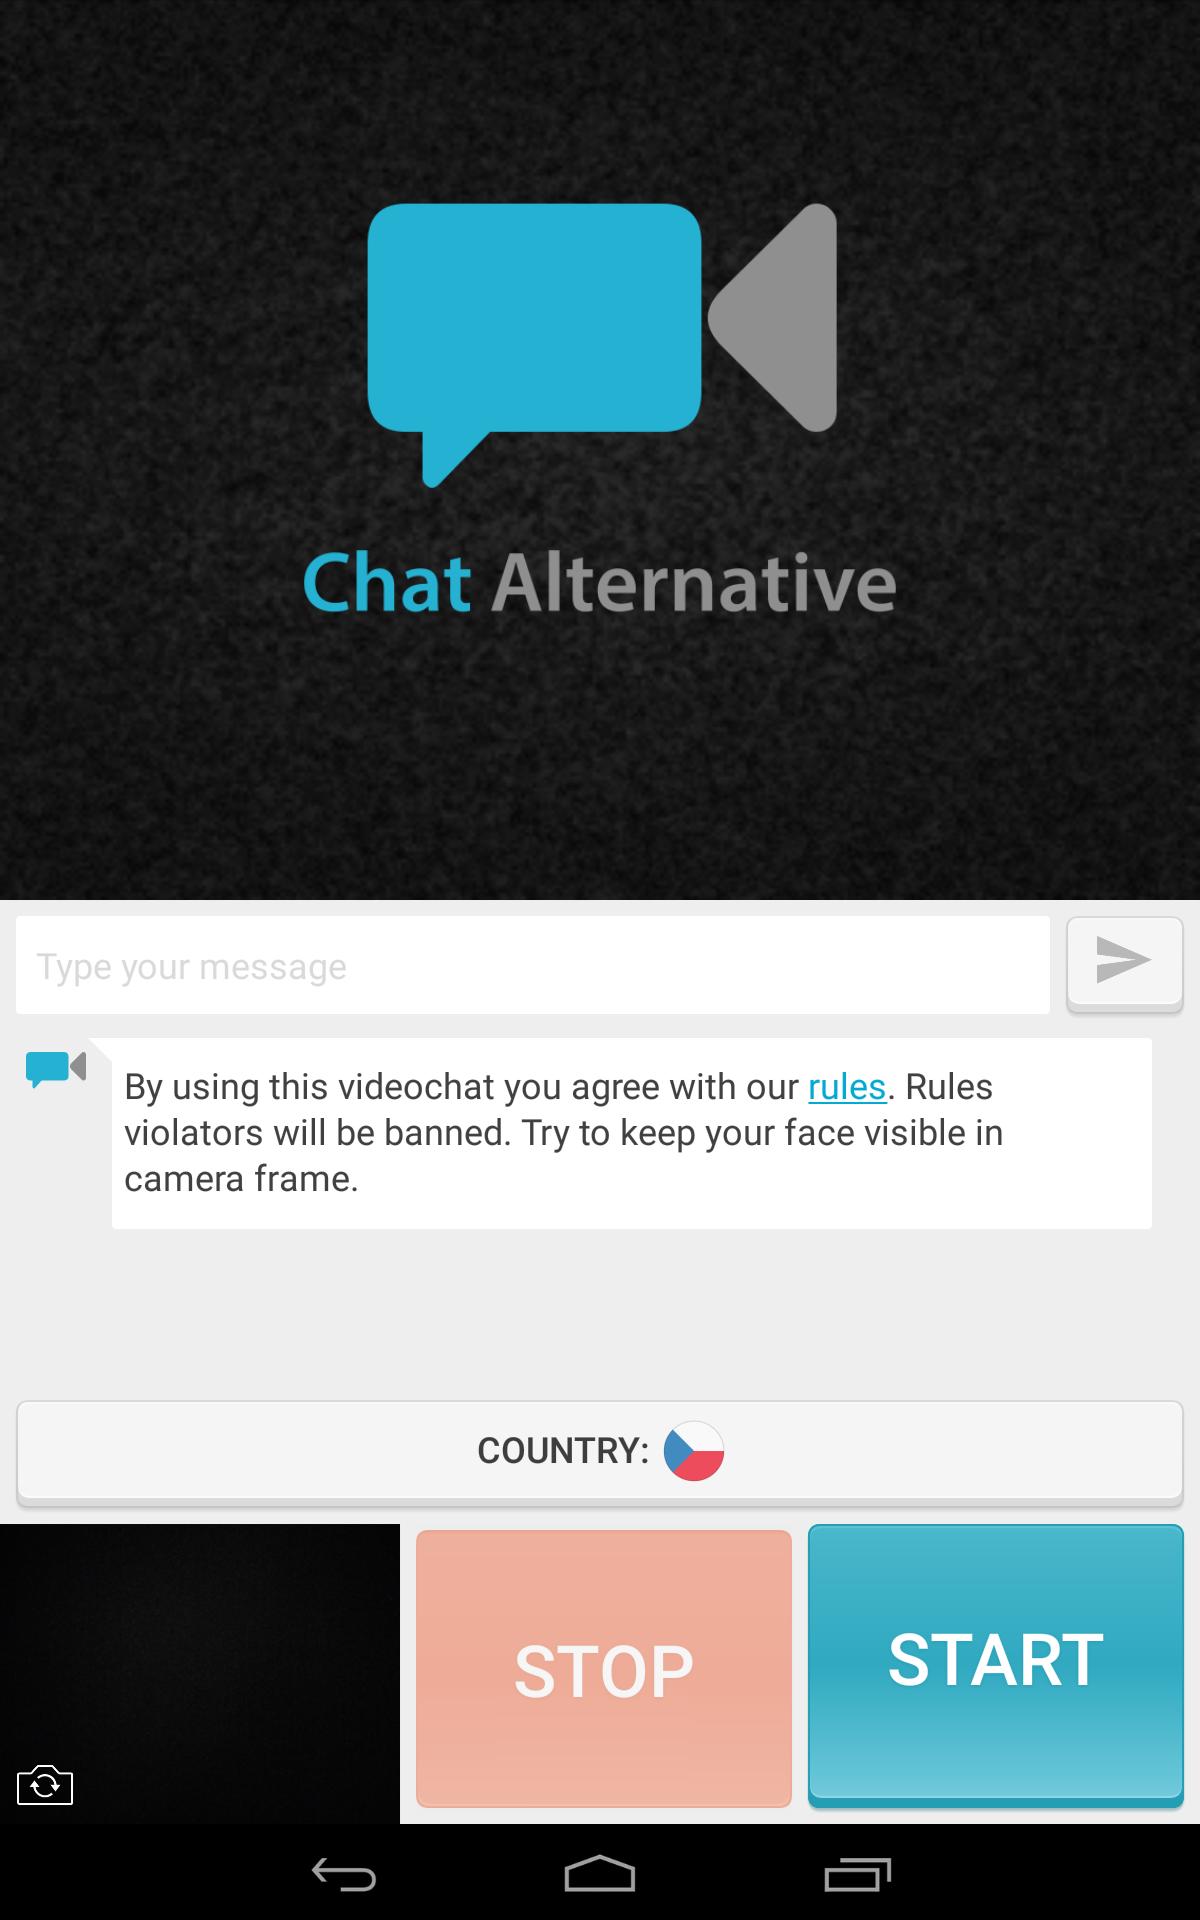 Chat Alternative
Type your message
By using this videochat you agree with our rules. Rules
violators will be banned. Try to keep your face visible in
camera frame.
COUNTRY:
STOP
START